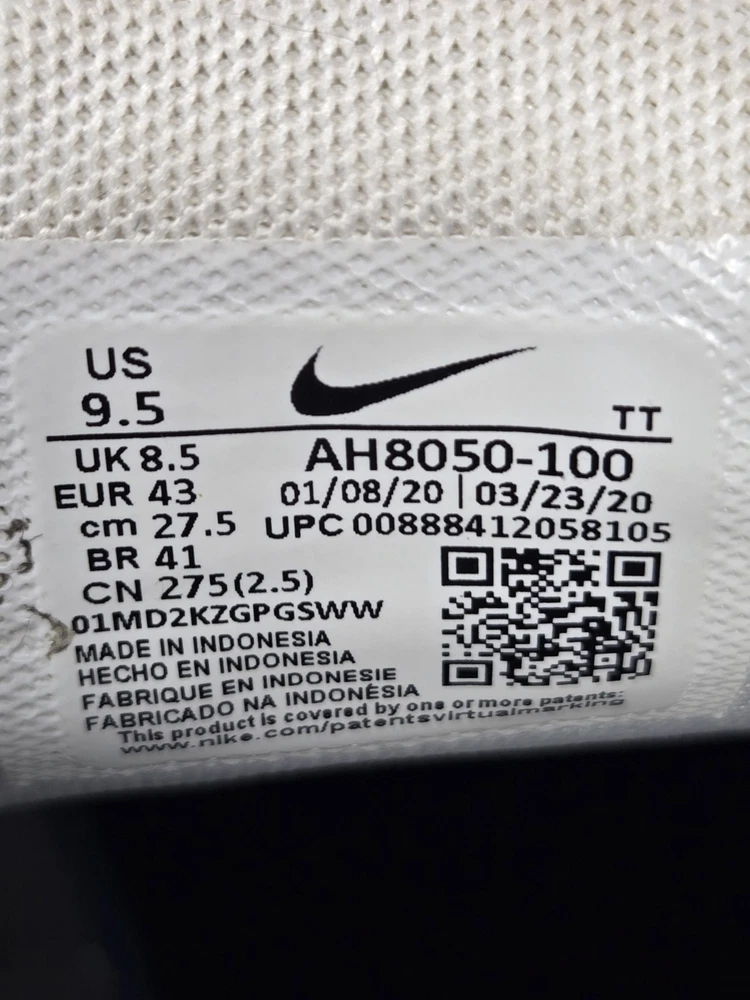 US
9.5
TT
UK 8.5
AH8050-100
EUR 43
01/08/20 | 03/23/20
cm 27.5
UPC 00888412058105
BR 41
CN 275(2.5)
01MD2KZGPGSWW
MADE IN INDONESIA
HECHO EN INDONESIA
FABRIQUE EN INDONESIE
FABRICADO NA INDONÉSIA
This product is covered by one or more patents:
www.nike.com/patentsvirtualmarking